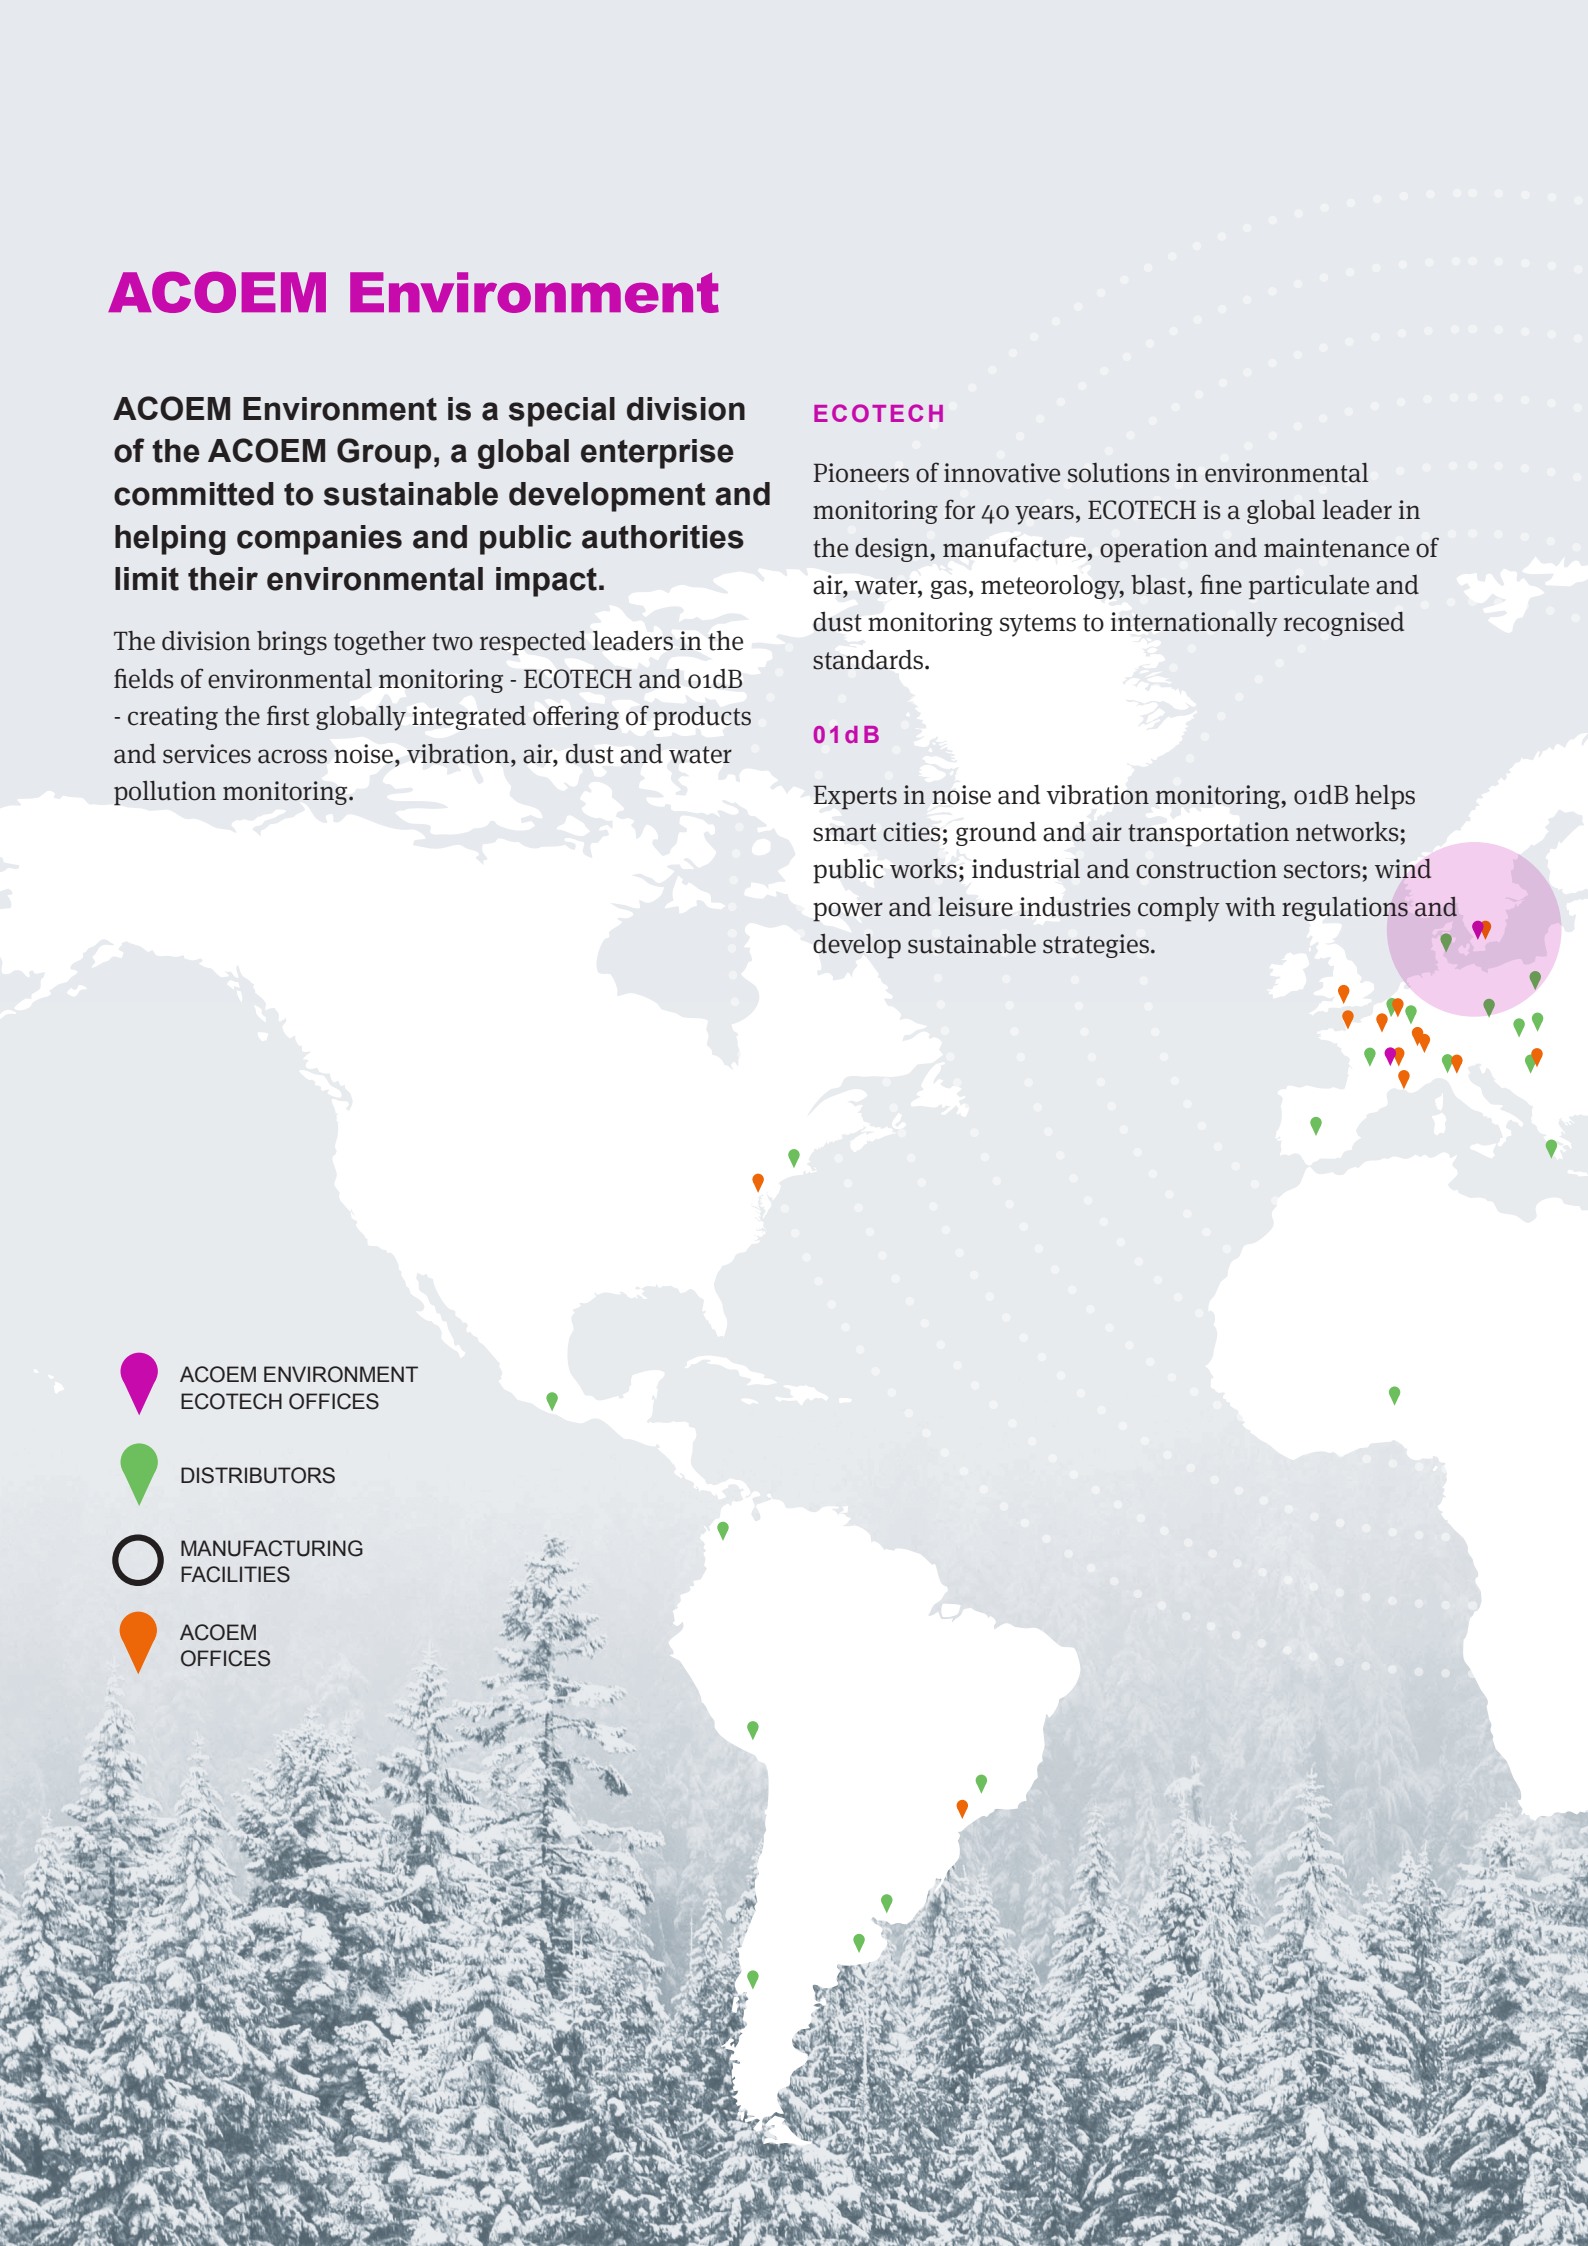 ACOEM Environment
ACOEM Environment is a special division
of the ACOEM Group, a global enterprise
committed to sustainable development and
helping companies and public authorities
limit their environmental impact.
The division brings together two respected leaders in the
fields of environmental monitoring - ECOTECH and 01dB
- creating the first globally integrated offering of products
and services across noise, vibration, air, dust and water
pollution monitoring.
ECOTECH
Pioneers of innovative solutions in environmental
monitoring for 40 years, ECOTECH is a global leader in
the design, manufacture, operation and maintenance of
air, water, gas, meteorology, blast, fine particulate and
dust monitoring sytems to internationally recognised
standards.
01dB
Experts in noise and vibration monitoring, 01dB helps
smart cities; ground and air transportation networks;
public works; industrial and construction sectors; wind
power and leisure industries comply with regulations and
develop sustainable strategies.
ACOEM ENVIRONMENT
ECOTECH OFFICES
DISTRIBUTORS
MANUFACTURING
FACILITIES
ACOEM
OFFICES